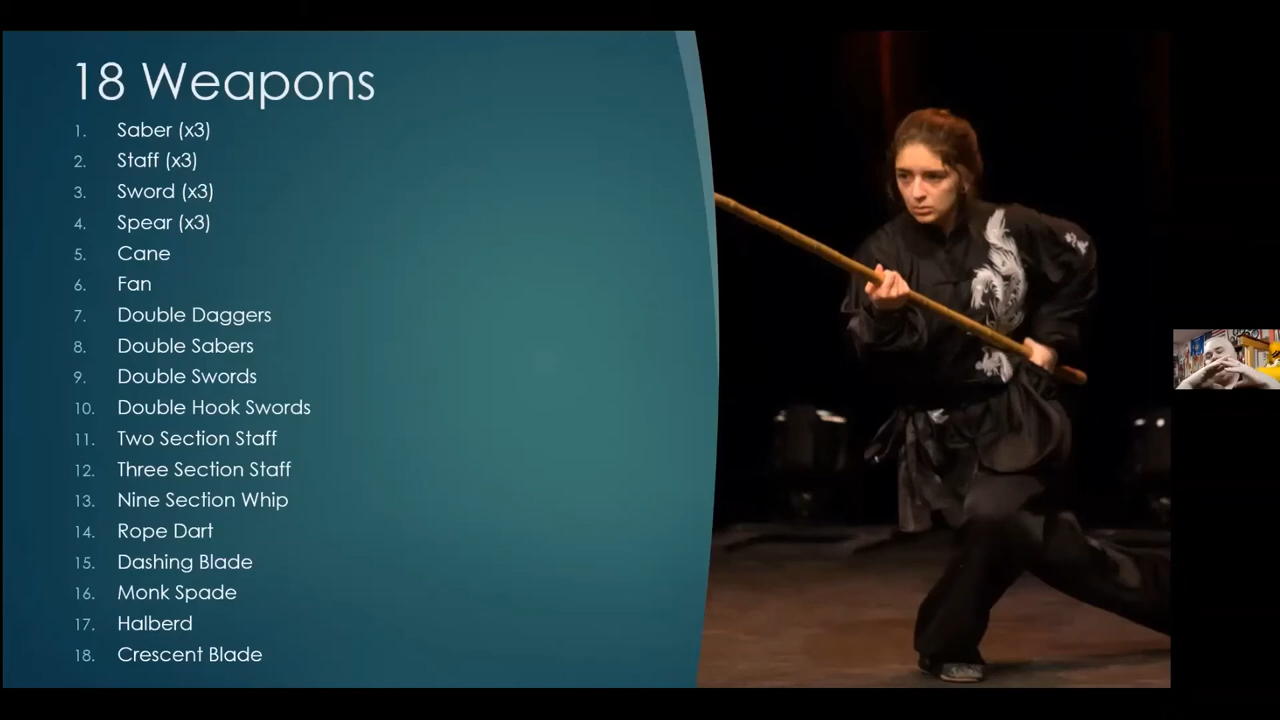 18 Weapons
1. Saber (x3)
2. Staff (x3)
3. Sword (x3)
4. Spear (x3)
5. Cane
6. Fan
7. Double Daggers
8. Double Sabers
9. Double Swords
10. Double Hook Swords
11. Two Section Staff
12. Three Section Staff
13. Nine Section Whip
14. Rope Dart
15. Dashing Blade
16. Monk Spade
17. Halberd
18. Crescent Blade